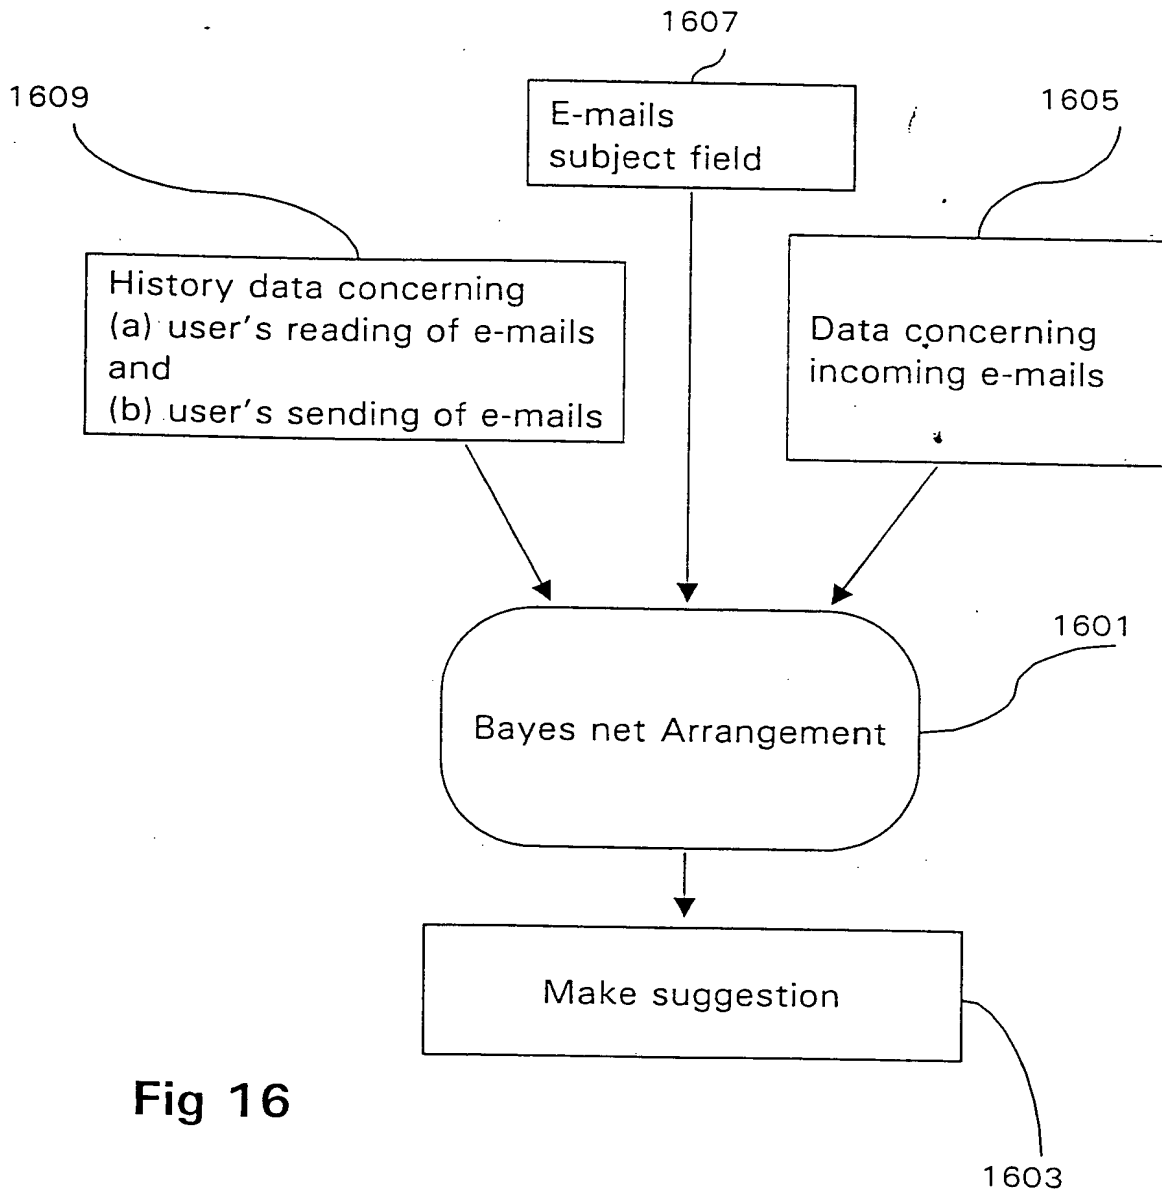 1607
1609
1605
E-mails
subject field
History data concerning
(a) user's reading of e-mails
and
(b) user's sending of e-mails
Data concerning
incoming e-mails
1601
Bayes net Arrangement
Make suggestion
Fig 16
1603